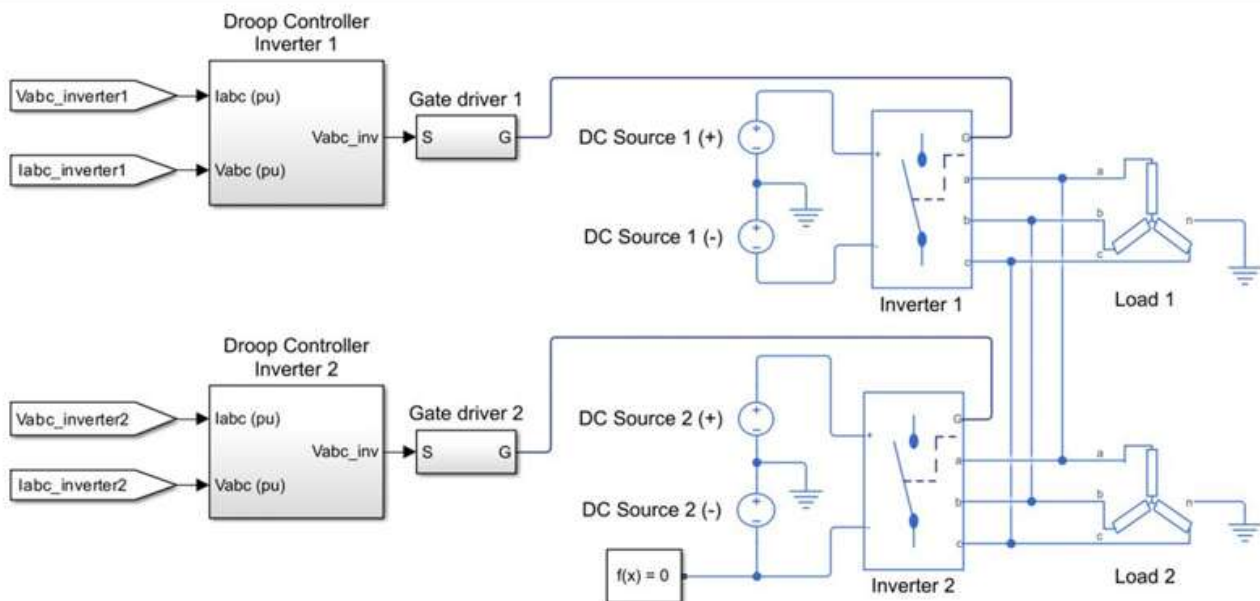 Droop Controller
Inverter 1
Vabc_inverter1
Iabc (pu)
Gate driver 1
Vabc_inv
S
G
Iabc_inverter1
Vabc (pu)
DC Source 1 (+)
+
−
DC Source 1 (-)
+
−
+
-
G
a
b
c
Inverter 1
a
b
c
n
Load 1
Droop Controller
Inverter 2
Vabc_inverter2
Iabc (pu)
Gate driver 2
Vabc_inv
S
G
Iabc_inverter2
Vabc (pu)
DC Source 2 (+)
+
−
DC Source 2 (-)
+
−
f(x) = 0
+
-
G
a
b
c
Inverter 2
a
b
c
n
Load 2